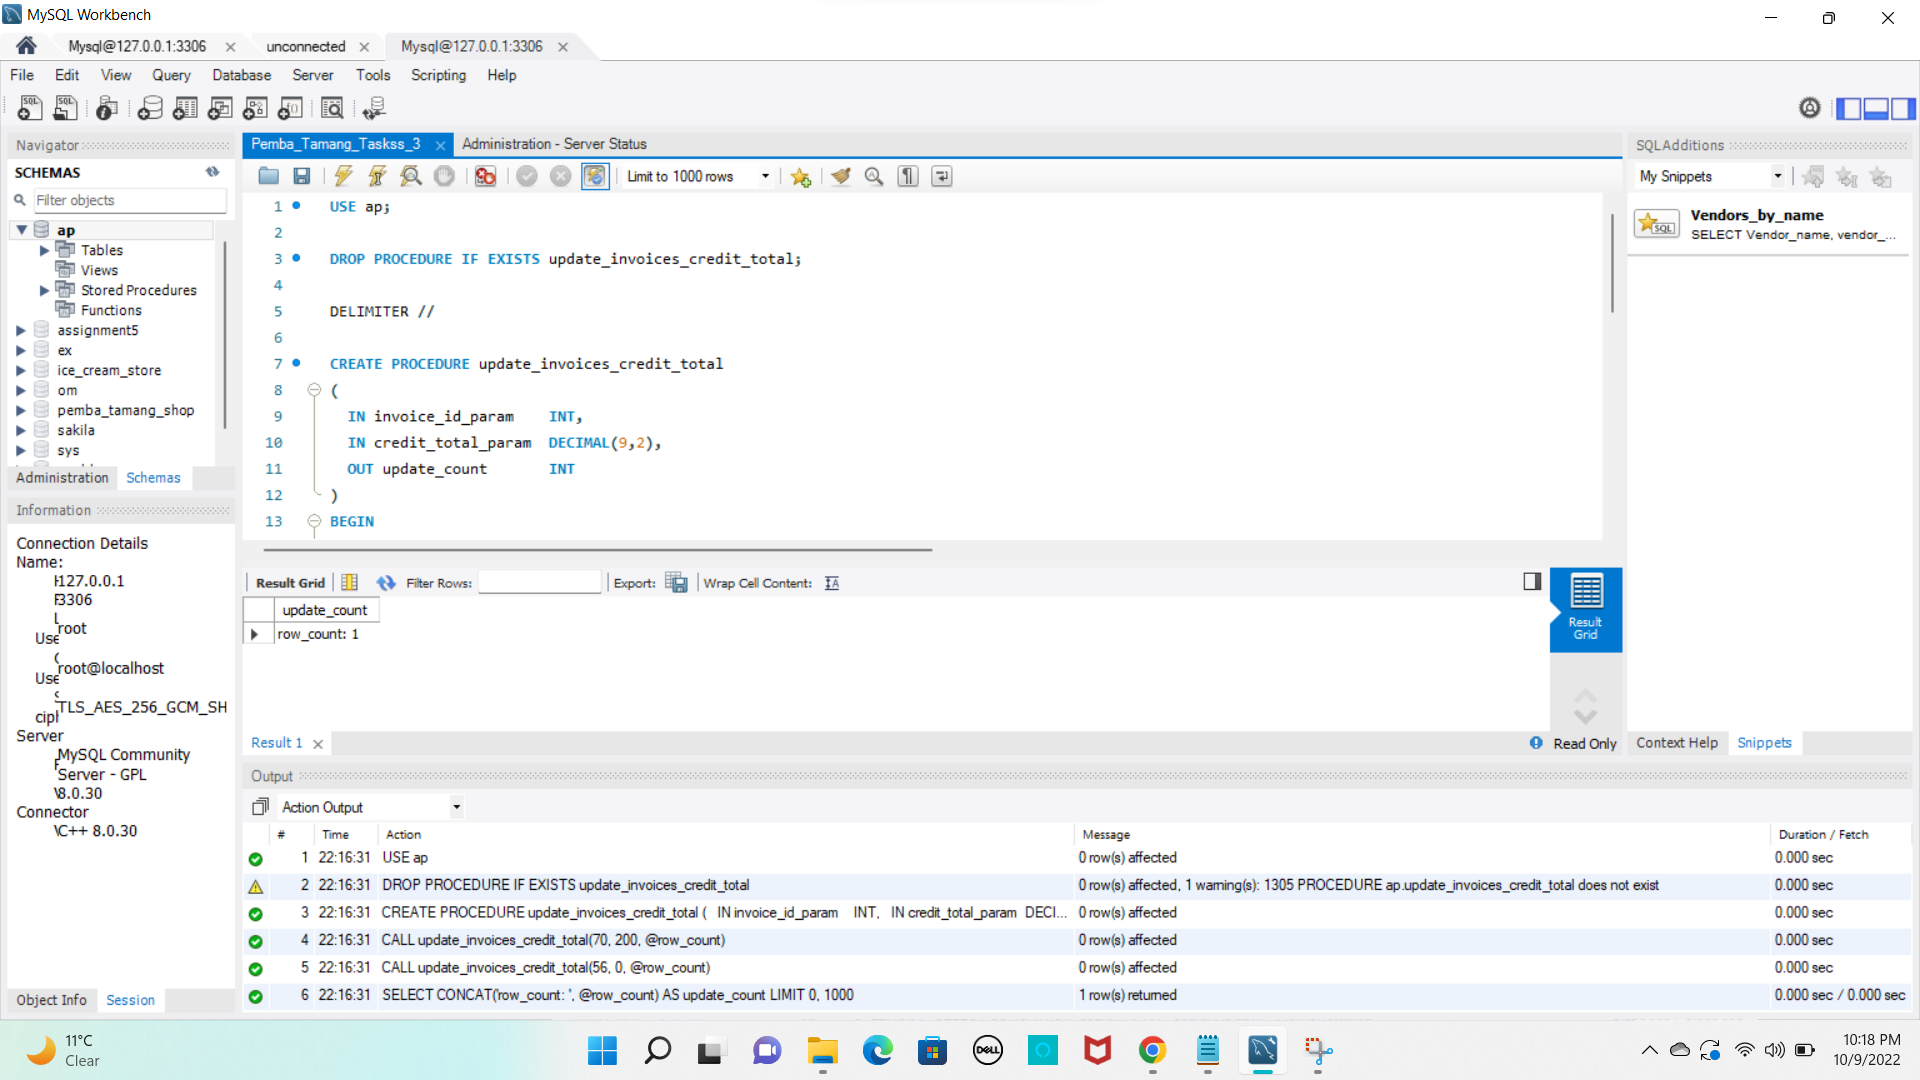 MySQL Workbench
Mysql@127.0.0.1:3306
unconnected
Mysql@127.0.0.1:3306
File Edit View Query Database Server Tools Scripting Help
Navigator
SCHEMAS
Filter objects
ap
Tables
Views
Stored Procedures
Functions
assignment5
ex
ice_cream_store
om
pemba_tamang_shop
sakila
sys
Administration Schemas
Information
Connection Details
Name:
127.0.0.1
3306
root
Use
root@localhost
Use
TLS_AES_256_GCM_SH
ciph
Server
MySQL Community
Server - GPL
8.0.30
Connector
C++ 8.0.30
Object Info Session
Pemba_Tamang_Taskss_3
Administration - Server Status
Limit to 1000 rows
1 USE ap;
2
3 DROP PROCEDURE IF EXISTS update_invoices_credit_total;
4
5 DELIMITER //
6
7 CREATE PROCEDURE update_invoices_credit_total
8 (
9 IN invoice_id_param INT,
10 IN credit_total_param DECIMAL(9,2),
11 OUT update_count INT
12 )
13 BEGIN
Result Grid Filter Rows: Export: Wrap Cell Content:
update_count
row_count: 1
Result
Grid
Result 1
Read Only
Output
Action Output
# Time Action Message Duration / Fetch
1 22:16:31 USE ap 0 row(s) affected 0.000 sec
2 22:16:31 DROP PROCEDURE IF EXISTS update_invoices_credit_total 0 row(s) affected, 1 warning(s): 1305 PROCEDURE ap.update_invoices_credit_total does not exist 0.000 sec
3 22:16:31 CREATE PROCEDURE update_invoices_credit_total ( IN invoice_id_param INT, IN credit_total_param DECI... 0 row(s) affected 0.000 sec
4 22:16:31 CALL update_invoices_credit_total(70, 200, @row_count) 0 row(s) affected 0.000 sec
5 22:16:31 CALL update_invoices_credit_total(56, 0, @row_count) 0 row(s) affected 0.000 sec
6 22:16:31 SELECT CONCAT('row_count: ', @row_count) AS update_count LIMIT 0, 1000 1 row(s) returned 0.000 sec / 0.000 sec
SQLAdditions
My Snippets
SQL
Vendors_by_name
SELECT Vendor_name, vendor_...
Context Help Snippets
11°C
Clear
DELL
10:18 PM
10/9/2022